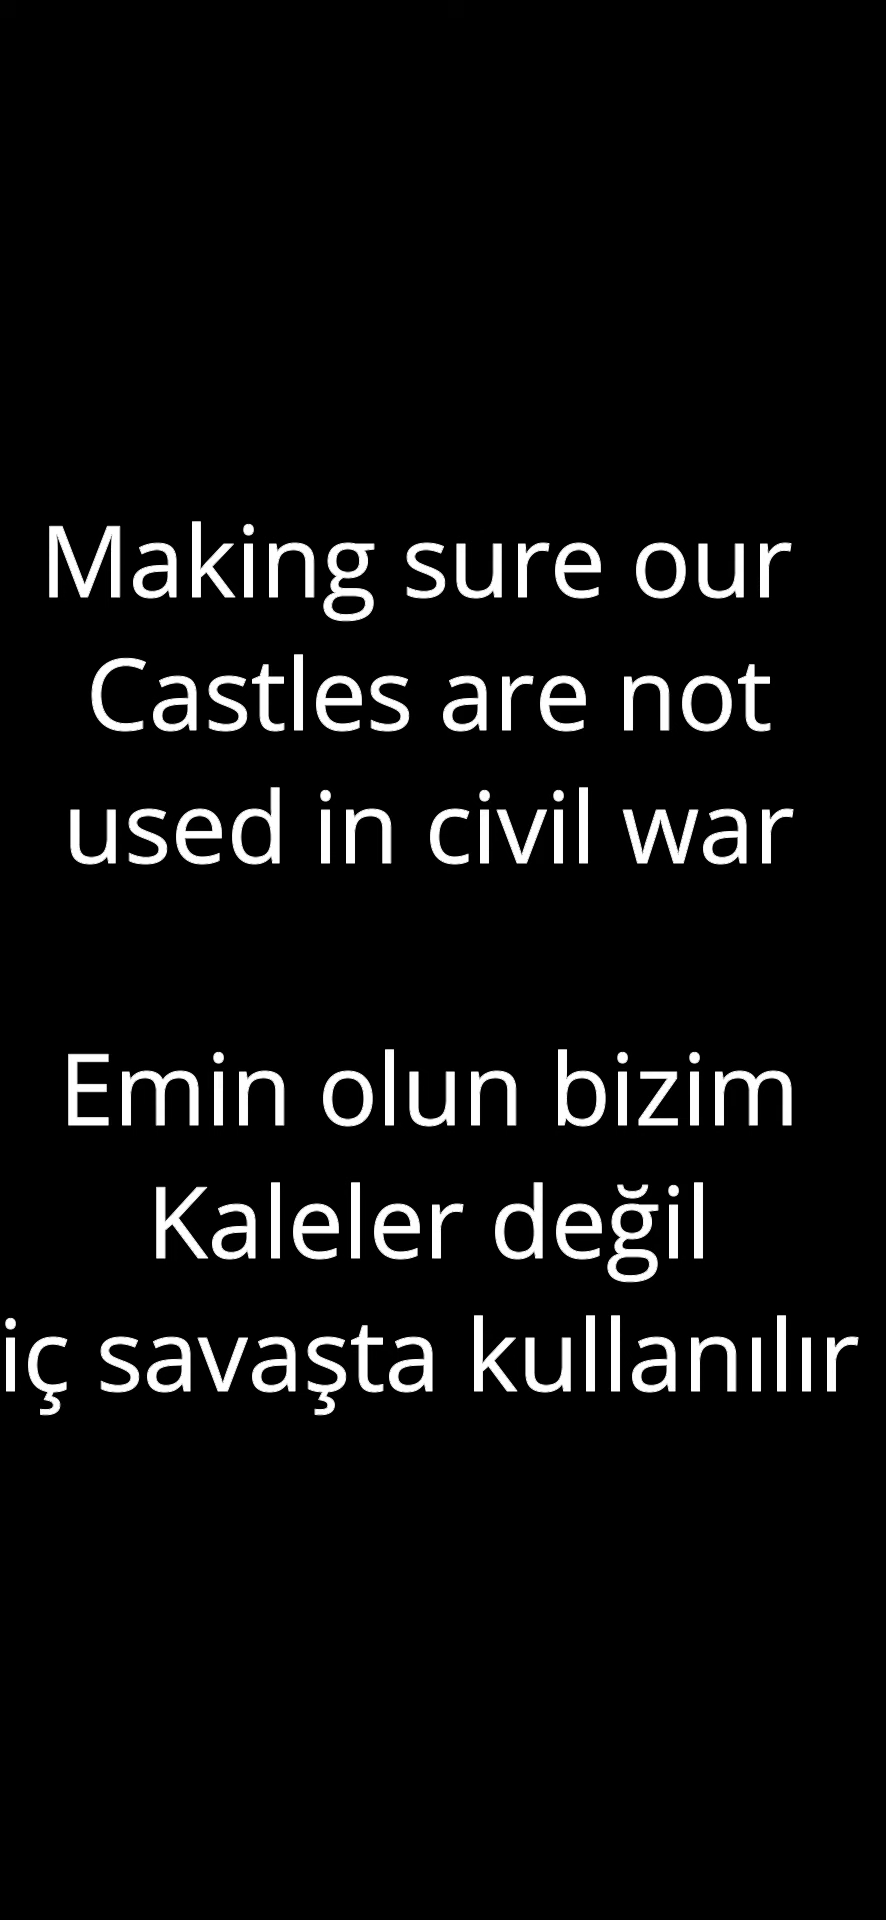 Making sure our
Castles are not
used in civil war
Emin olun bizim
Kaleler değil
iç savaşta kullanılır